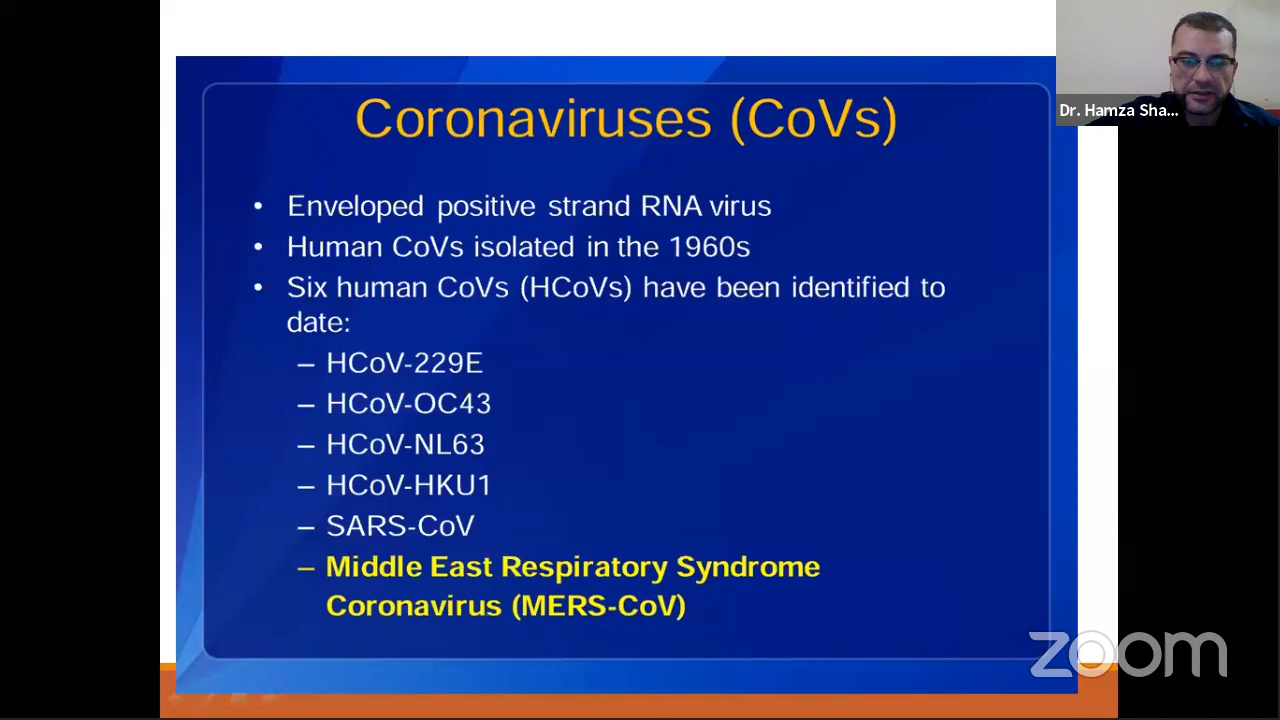 Coronaviruses (CoVs)
Dr. Hamza Sha...
• Enveloped positive strand RNA virus
• Human CoVs isolated in the 1960s
• Six human CoVs (HCoVs) have been identified to
date:
– HCoV-229E
– HCoV-OC43
– HCoV-NL63
– HCoV-HKU1
– SARS-CoV
– Middle East Respiratory Syndrome
Coronavirus (MERS-CoV)
zoom